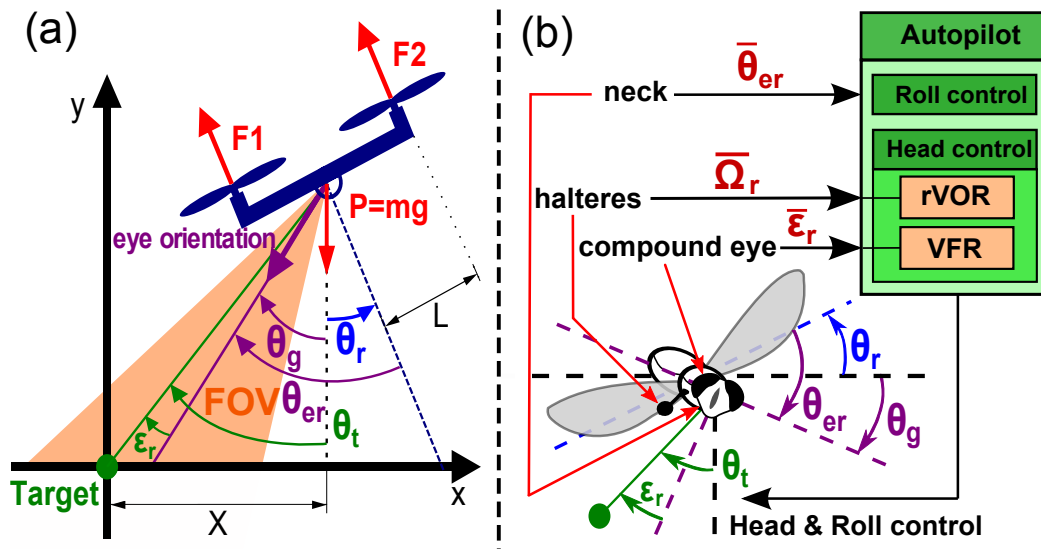 (a)
F2
y
F1
P=mg
eye orientation
L
θg
θr
FOV
θer
θt
εr
Target
x
X
(b)
Autopilot
θ̅er
neck
Roll control
Head control
Ω̅r
halteres
rVOR
ε̅r
compound eye
VFR
θr
θer
θg
θt
εr
Head & Roll control